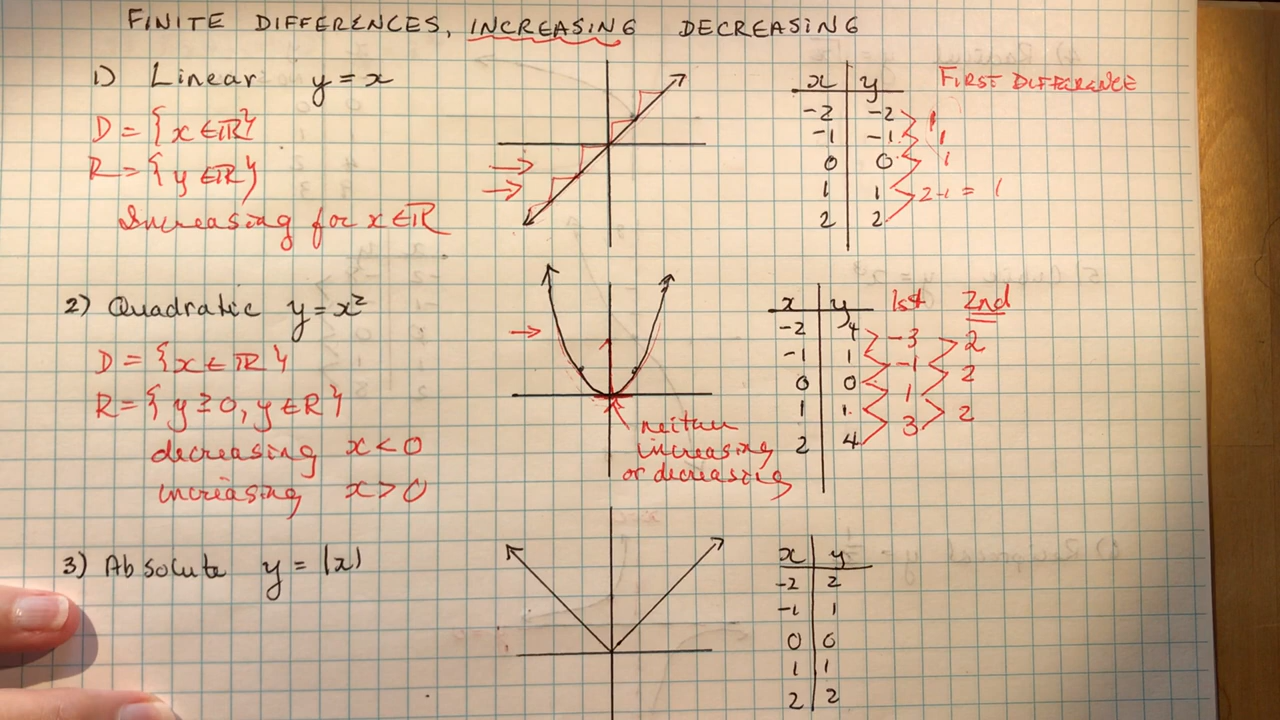 FINITE DIFFERENCES, INCREASING DECREASING
1) Linear y = x
D = {x ∈ ℝ}
R = {y ∈ ℝ}
Increasing for x ∈ ℝ
x y FIRST DIFFERENCE
-2 -2
1
-1 -1
1
0 0
1
1 1
2-1 = 1
2 2
2) Quadratic y = x²
D = {x ∈ ℝ}
R = {y ≥ 0, y ∈ R}
decreasing x < 0
increasing x > 0
neither
increasing
or decreasing
x y 1st 2nd
-2 4
-3 2
-1 1
-1 2
0 0
1 2
1 1
3
2 4
3) Absolute y = |x|
x y
-2 2
-1 1
0 0
1 1
2 2